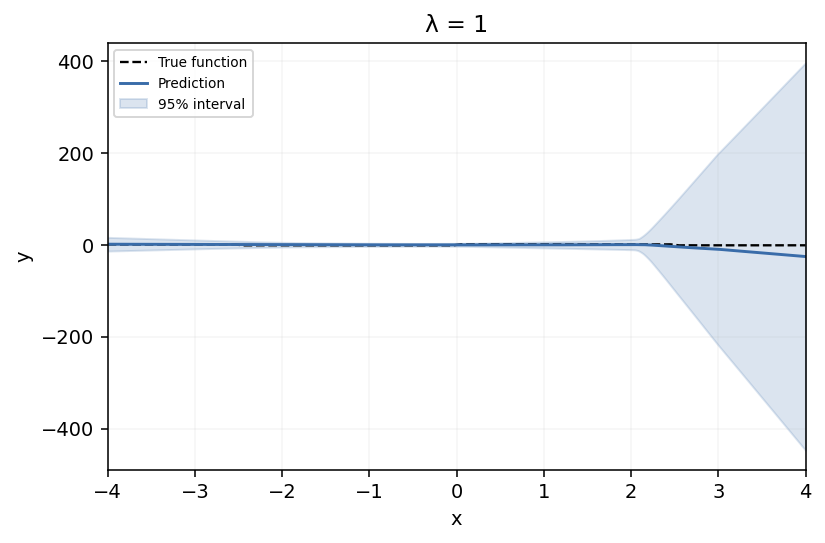 λ = 1
True function
Prediction
95% interval
y
400
200
0
−200
−400
−4 −3 −2 −1 0 1 2 3 4
x